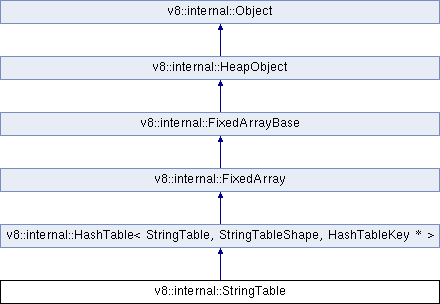 v8::internal::Object
v8::internal::HeapObject
v8::internal::FixedArrayBase
v8::internal::FixedArray
v8::internal::HashTable< StringTable, StringTableShape, HashTableKey * >
v8::internal::StringTable